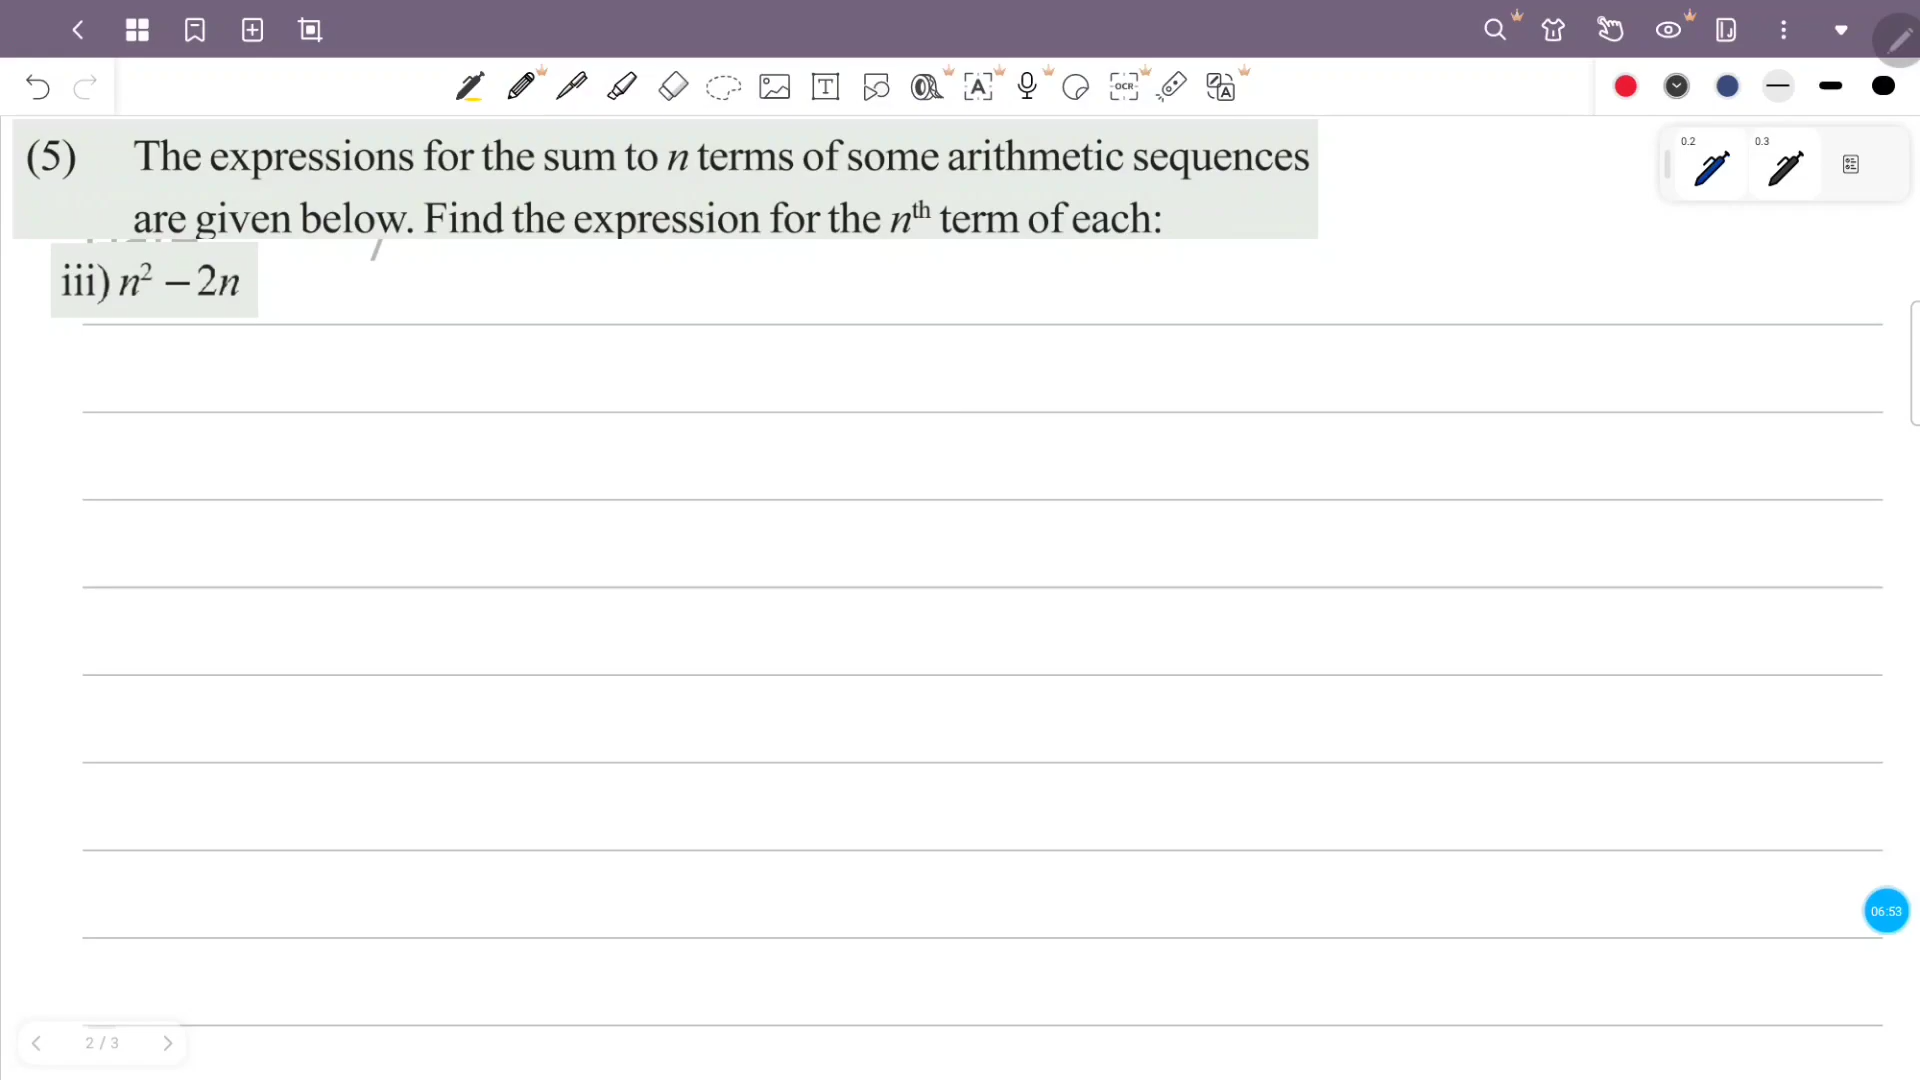 0.2 0.3
(5) The expressions for the sum to n terms of some arithmetic sequences
are given below. Find the expression for the nth term of each:
iii) n² – 2n
06:53
2 / 3